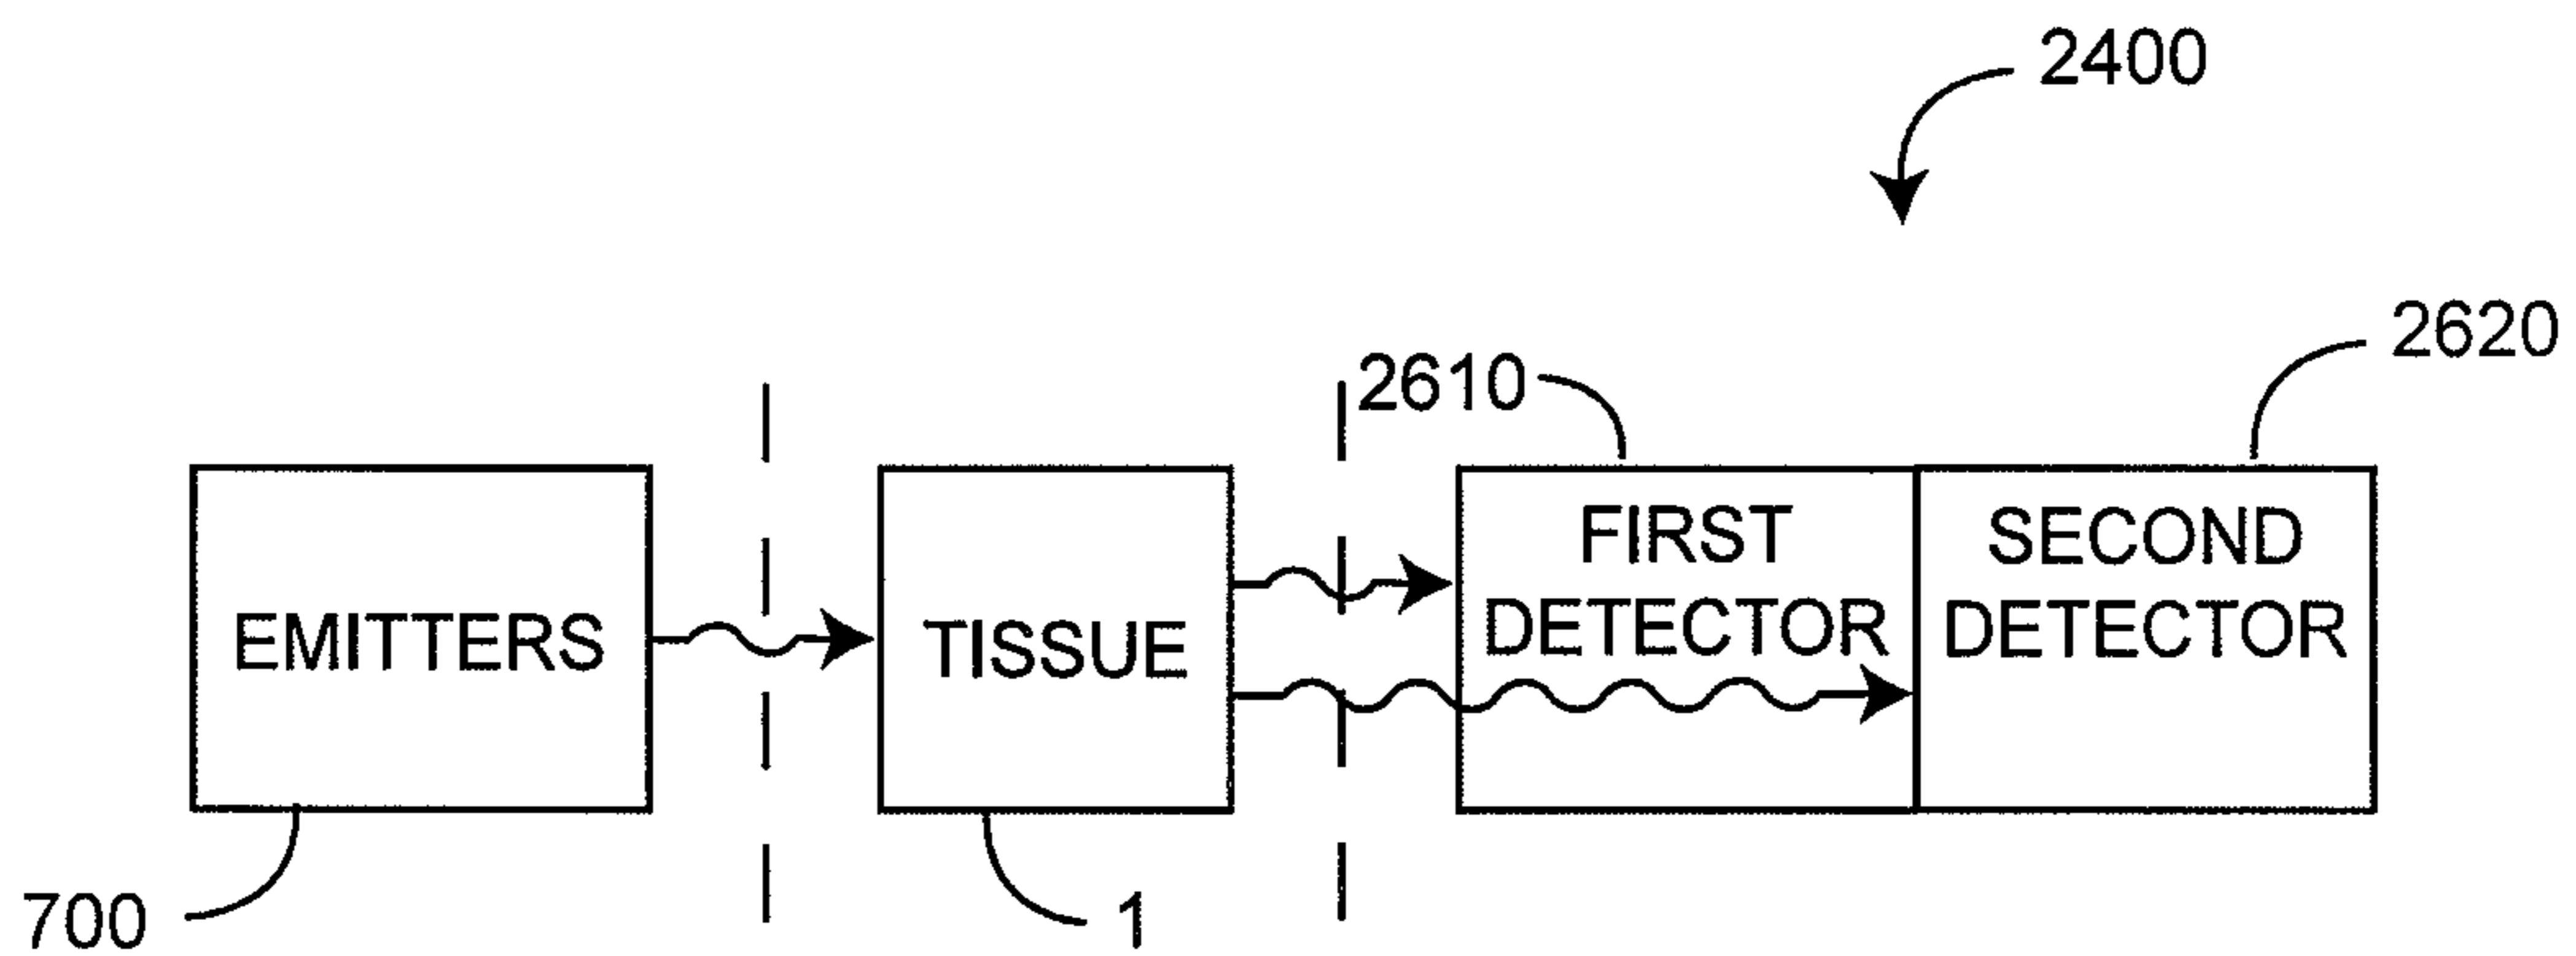 2400
2620
2610
FIRST
DETECTOR
SECOND
DETECTOR
EMITTERS
TISSUE
700
1